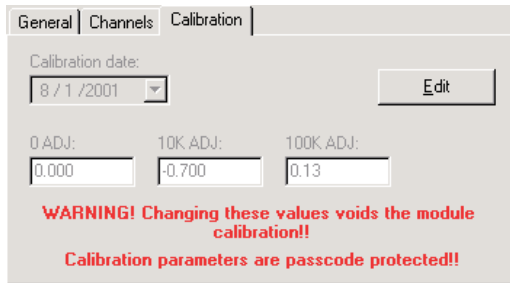 General Channels Calibration
Calibration date:
8 / 1 /2001
Edit
0 ADJ: 10K ADJ: 100K ADJ:
0.000 -0.700 0.13
WARNING! Changing these values voids the module
calibration!!
Calibration parameters are passcode protected!!